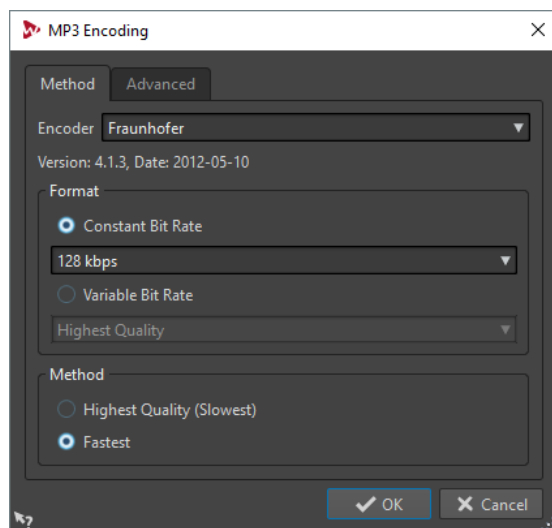 MP3 Encoding
Method Advanced
Encoder Fraunhofer
Version: 4.1.3, Date: 2012-05-10
Format
Constant Bit Rate
128 kbps
Variable Bit Rate
Highest Quality
Method
Highest Quality (Slowest)
Fastest
OK Cancel